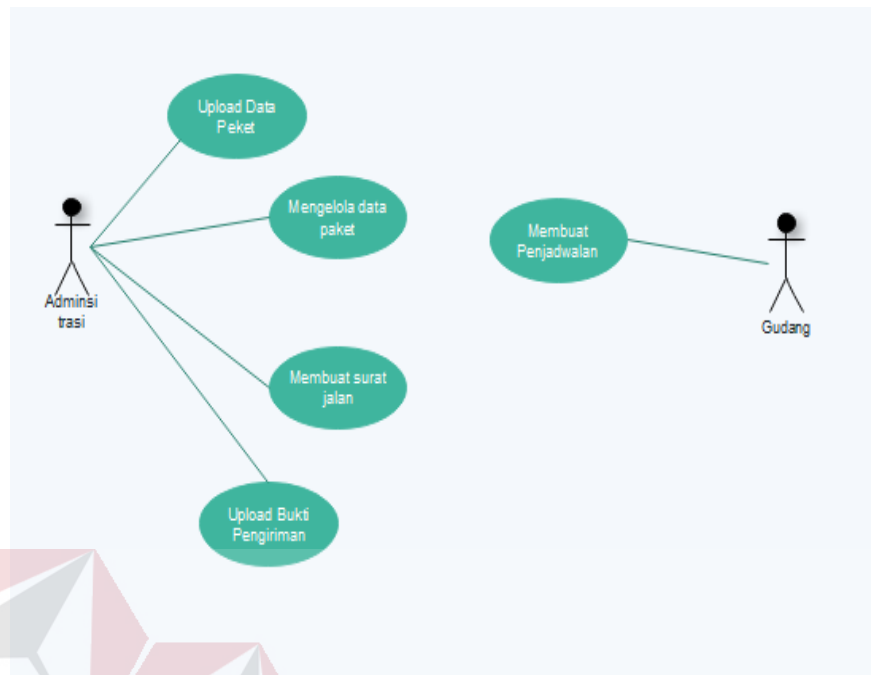 Upload Data
Peket
Mengelola data
paket
Membuat
Penjadwalan
Adminsi
trasi
Gudang
Membuat surat
jalan
Upload Bukti
Pengiriman